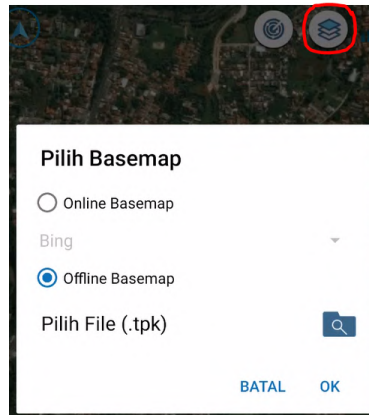 Pilih Basemap
Online Basemap
Bing
Offline Basemap
Pilih File (.tpk)
BATAL OK